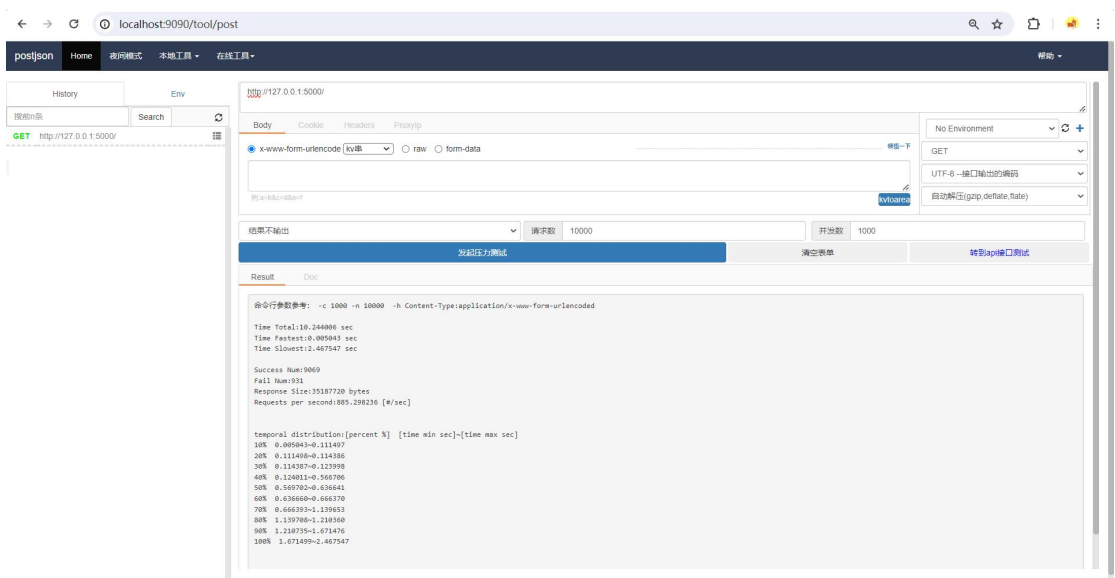 localhost:9090/tool/post
postjson Home 夜间模式 本地工具 在线工具 帮助
History Env
搜前n条 Search
GET http://127.0.0.1:5000/
http://127.0.0.1:5000/
Body Cookie Headers ProxyIp
No Environment
x-www-form-urlencode kv串 raw form-data
GET
UTF-8 --接口输出的编码
例:a=b&c=d&e=f
kvtoarea
自动解压(gzip,deflate,flate)
结果不输出 请求数 10000 并发数 1000
发起压力测试 清空表单 转到api接口测试
Result Doc
命令行参数参考: -c 1000 -n 10000 -h Content-Type:application/x-www-form-urlencoded
Time Total:10.244006 sec
Time Fastest:0.005043 sec
Time Slowest:2.467547 sec
Success Num:9069
Fail Num:931
Response Size:35187720 bytes
Requests per second:885.298236 [#/sec]
temporal distribution:[percent %] [time min sec]~[time max sec]
10% 0.005043~0.111497
20% 0.111498~0.114386
30% 0.114387~0.123998
40% 0.124011~0.566706
50% 0.569702~0.636641
60% 0.636660~0.666370
70% 0.666393~1.139653
80% 1.139708~1.210360
90% 1.210735~1.671476
100% 1.671499~2.467547